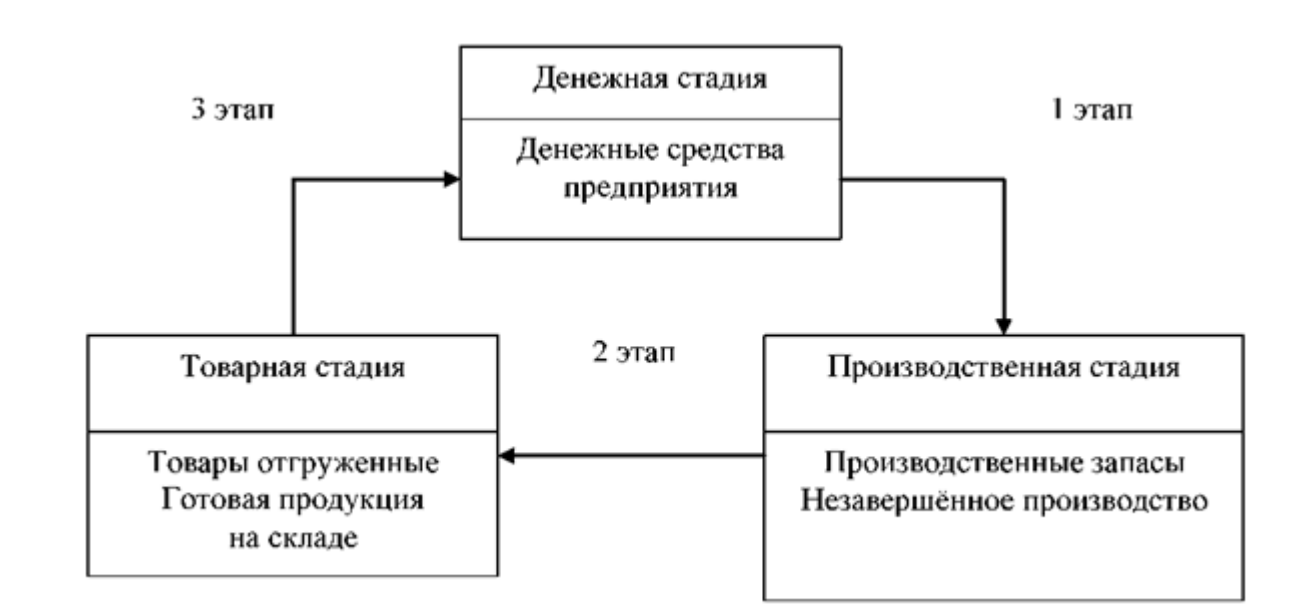 Денежная стадия
3 этап
1 этап
Денежные средства
предприятия
2 этап
Товарная стадия
Производственная стадия
Товары отгруженные
Готовая продукция
на складе
Производственные запасы
Незавершённое производство